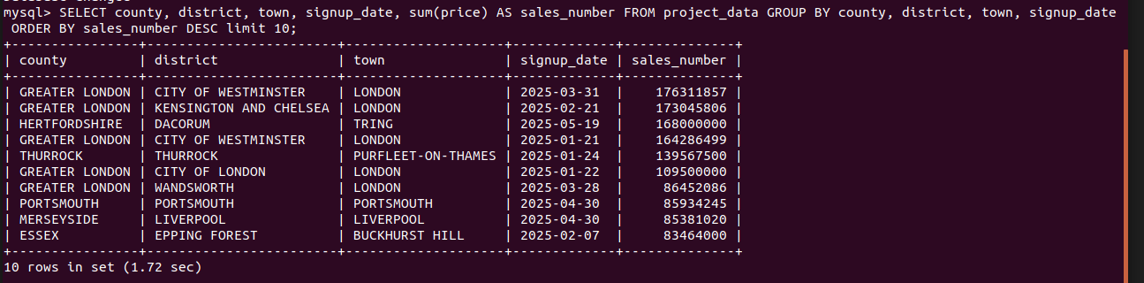 mysql> SELECT county, district, town, signup_date, sum(price) AS sales_number FROM project_data GROUP BY county, district, town, signup_date
 ORDER BY sales_number DESC limit 10;
+----------------+------------------------+--------------------+-------------+--------------+
| county         | district               | town               | signup_date | sales_number |
+----------------+------------------------+--------------------+-------------+--------------+
| GREATER LONDON | CITY OF WESTMINSTER    | LONDON             | 2025-03-31  |    176311857 |
| GREATER LONDON | KENSINGTON AND CHELSEA | LONDON             | 2025-02-21  |    173045806 |
| HERTFORDSHIRE  | DACORUM                | TRING              | 2025-05-19  |    168000000 |
| GREATER LONDON | CITY OF WESTMINSTER    | LONDON             | 2025-01-21  |    164286499 |
| THURROCK       | THURROCK               | PURFLEET-ON-THAMES | 2025-01-24  |    139567500 |
| GREATER LONDON | CITY OF LONDON         | LONDON             | 2025-01-22  |    109500000 |
| GREATER LONDON | WANDSWORTH             | LONDON             | 2025-03-28  |     86452086 |
| PORTSMOUTH     | PORTSMOUTH             | PORTSMOUTH         | 2025-04-30  |     85934245 |
| MERSEYSIDE     | LIVERPOOL              | LIVERPOOL          | 2025-04-30  |     85381020 |
| ESSEX          | EPPING FOREST          | BUCKHURST HILL     | 2025-02-07  |     83464000 |
+----------------+------------------------+--------------------+-------------+--------------+
10 rows in set (1.72 sec)